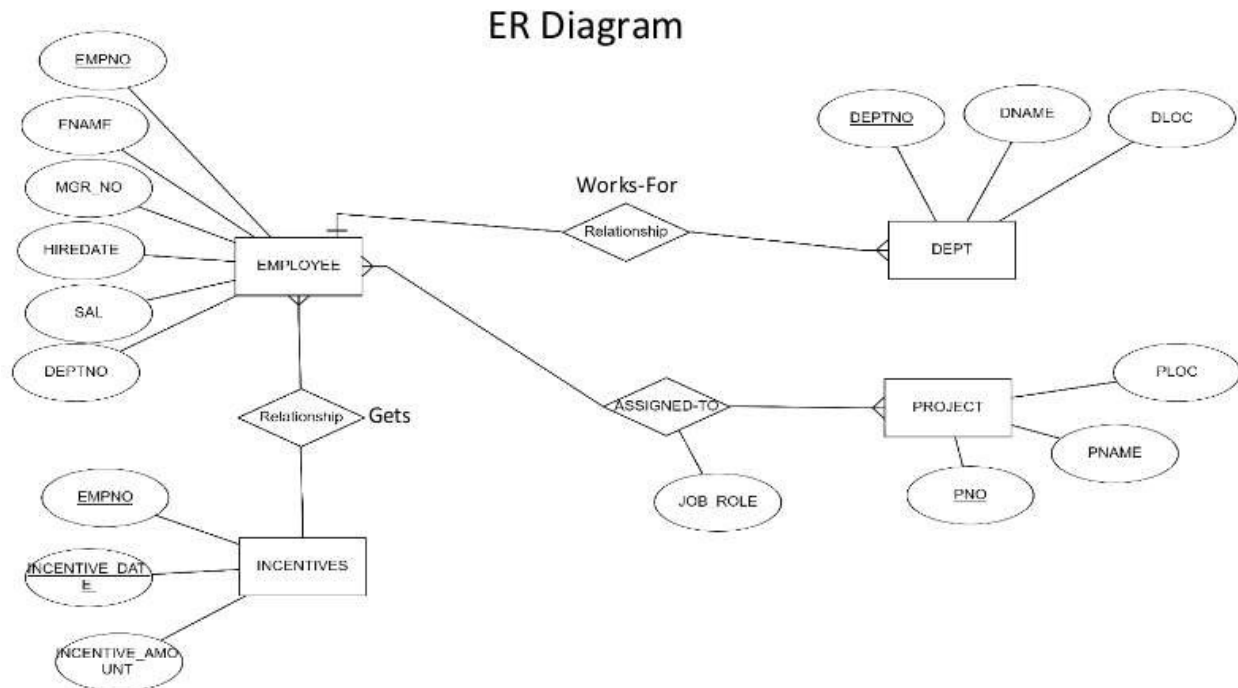 ER Diagram
EMPNO
ENAME
MGR_NO
HIREDATE
SAL
DEPTNO
EMPLOYEE
Works-For
Relationship
DEPTNO
DNAME
DLOC
DEPT
Relationship
Gets
ASSIGNED-TO
JOB_ROLE
PROJECT
PLOC
PNAME
PNO
EMPNO
INCENTIVE_DAT
E
INCENTIVE_AMO
UNT
INCENTIVES